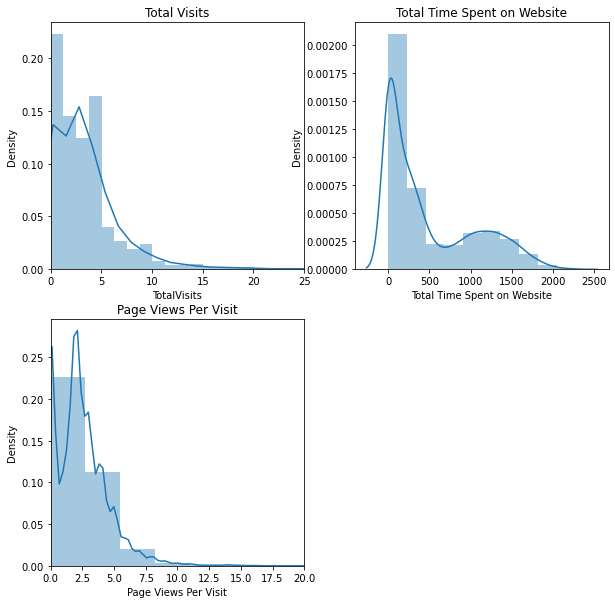 Total Visits
0.20
0.15
0.10
0.05
0.00
Density
0 5 10 15 20 25
TotalVisits
Total Time Spent on Website
0.00200
0.00175
0.00150
0.00125
0.00100
0.00075
0.00050
0.00025
0.00000
Density
0 500 1000 1500 2000 2500
Total Time Spent on Website
Page Views Per Visit
0.25
0.20
0.15
0.10
0.05
0.00
Density
0.0 2.5 5.0 7.5 10.0 12.5 15.0 17.5 20.0
Page Views Per Visit